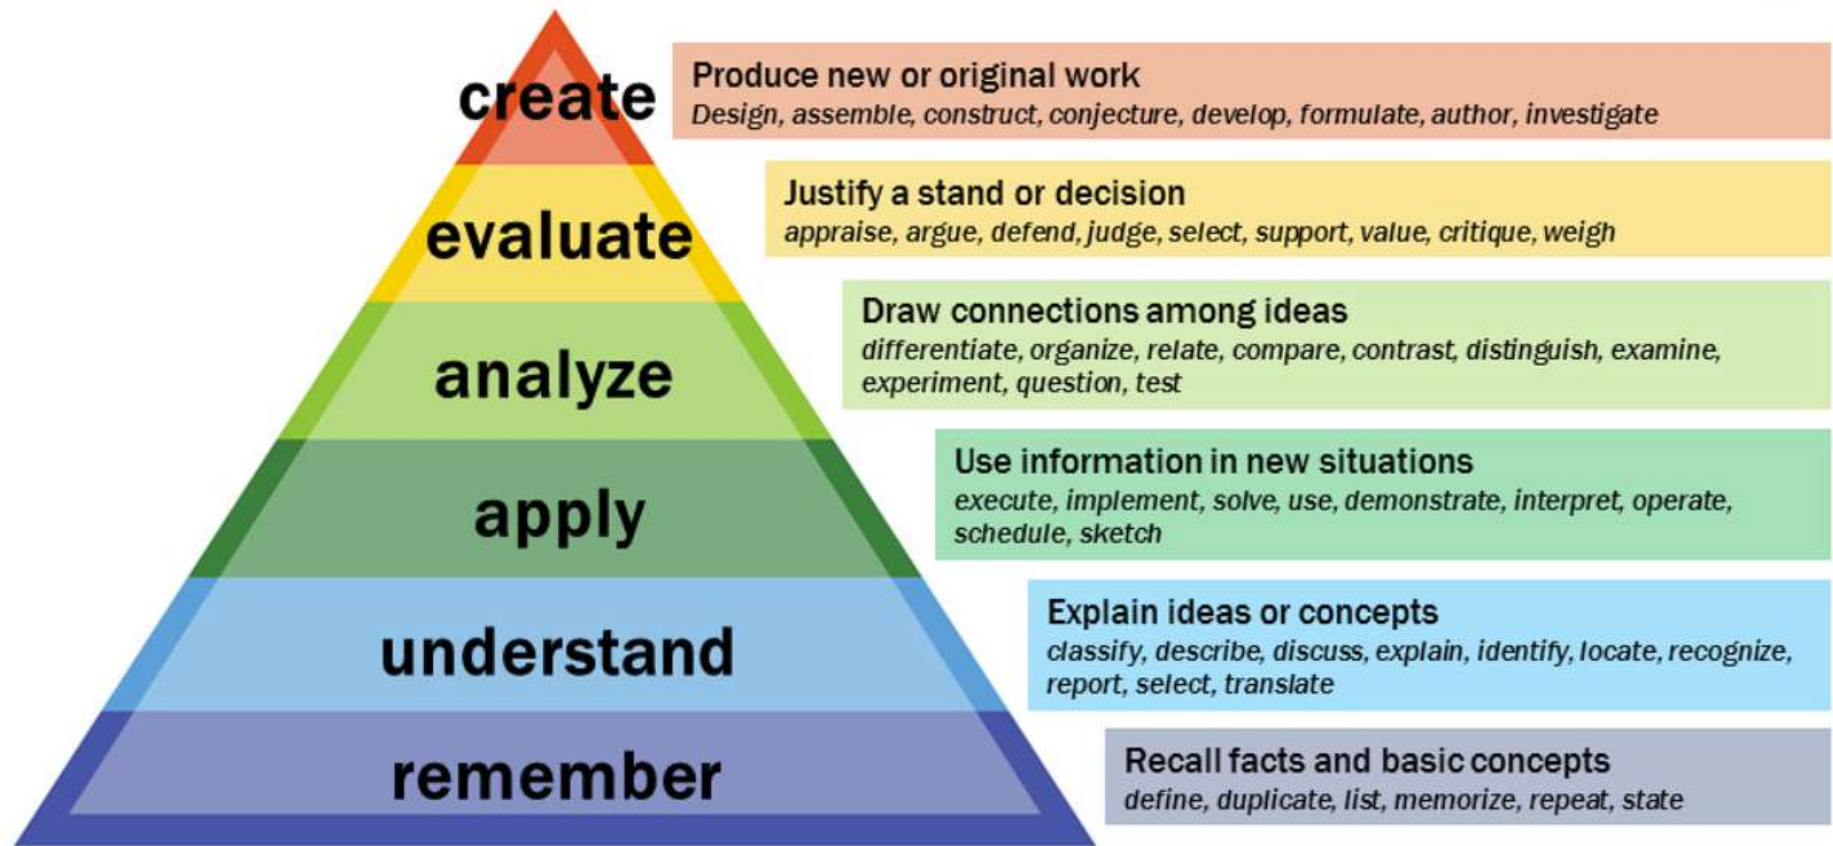 create
Produce new or original work
Design, assemble, construct, conjecture, develop, formulate, author, investigate
evaluate
Justify a stand or decision
appraise, argue, defend, judge, select, support, value, critique, weigh
analyze
Draw connections among ideas
differentiate, organize, relate, compare, contrast, distinguish, examine,
experiment, question, test
apply
Use information in new situations
execute, implement, solve, use, demonstrate, interpret, operate,
schedule, sketch
understand
Explain ideas or concepts
classify, describe, discuss, explain, identify, locate, recognize,
report, select, translate
remember
Recall facts and basic concepts
define, duplicate, list, memorize, repeat, state